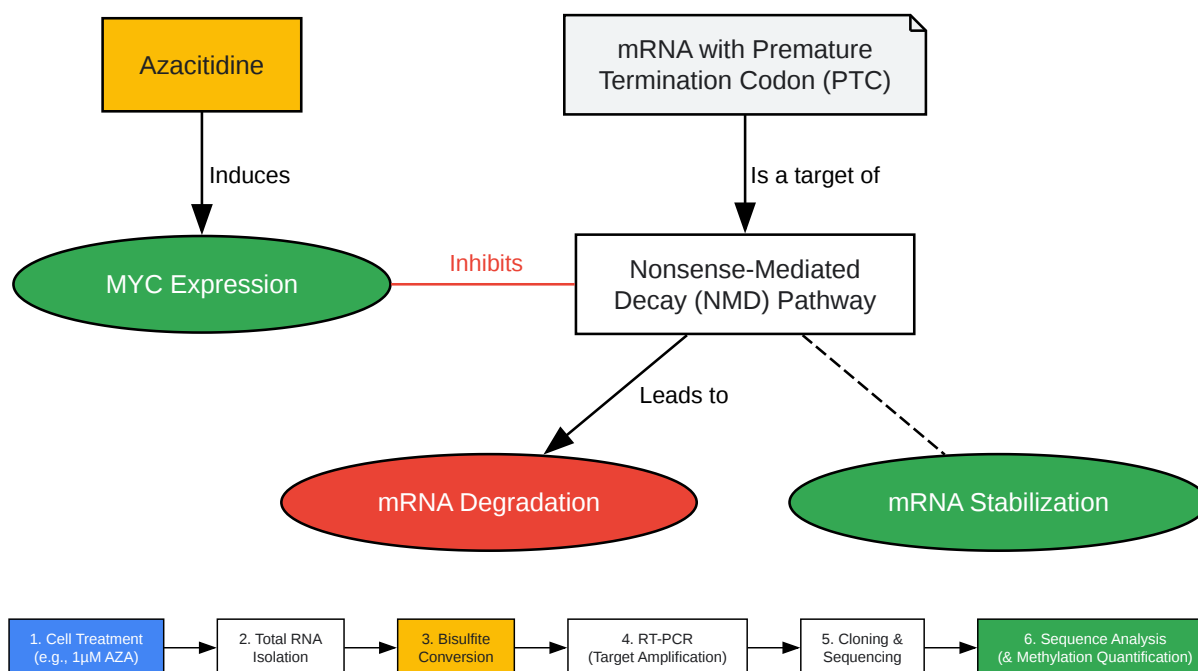 Azacitidine
mRNA with Premature
Termination Codon (PTC)
Induces
Is a target of
MYC Expression
Inhibits
Nonsense-Mediated
Decay (NMD) Pathway
Leads to
mRNA Degradation
mRNA Stabilization
1. Cell Treatment
(e.g., 1µM AZA)
2. Total RNA
Isolation
3. Bisulfite
Conversion
4. RT-PCR
(Target Amplification)
5. Cloning &
Sequencing
6. Sequence Analysis
(& Methylation Quantification)